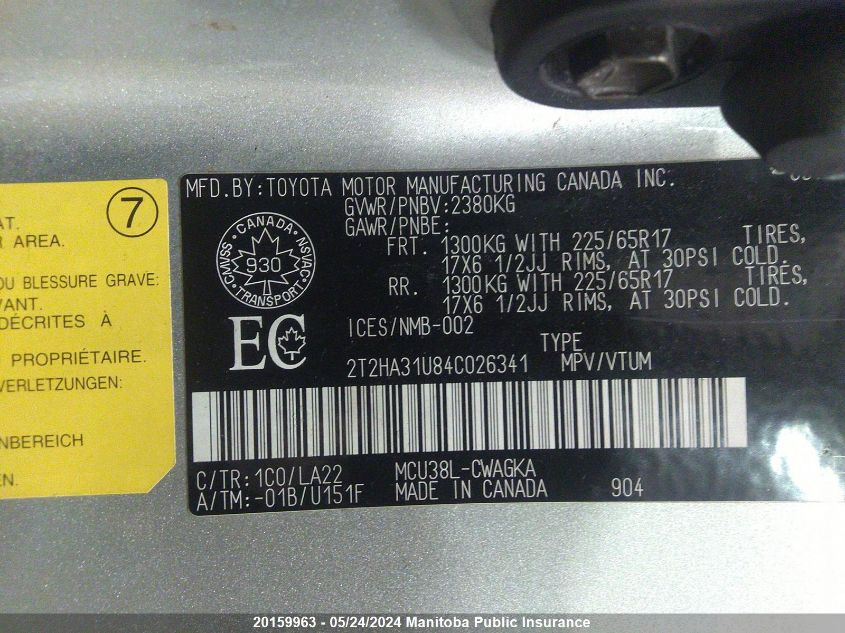 7
AT.
R AREA.
OU BLESSURE GRAVE:
VANT.
DÉCRITES À
PROPRIÉTAIRE.
VERLETZUNGEN:
NBEREICH
EN.
MFD.BY:TOYOTA MOTOR MANUFACTURING CANADA INC.
GVWR/PNBV:2380KG
GAWR/PNBE:
FRT. 1300KG WITH 225/65R17 TIRES,
17X6 1/2JJ RIMS, AT 30PSI COLD.
RR. 1300KG WITH 225/65R17 TIRES,
17X6 1/2JJ RIMS, AT 30PSI COLD.
CANADA
CMVSS
NSVAC
930
TRANSPORT
EC
ICES/NMB-002
TYPE
2T2HA31U84C026341 MPV/VTUM
C/TR:1C0/LA22 MCU38L-CWAGKA
A/TM:-01B/U151F MADE IN CANADA 904
20159963 - 05/24/2024 Manitoba Public Insurance